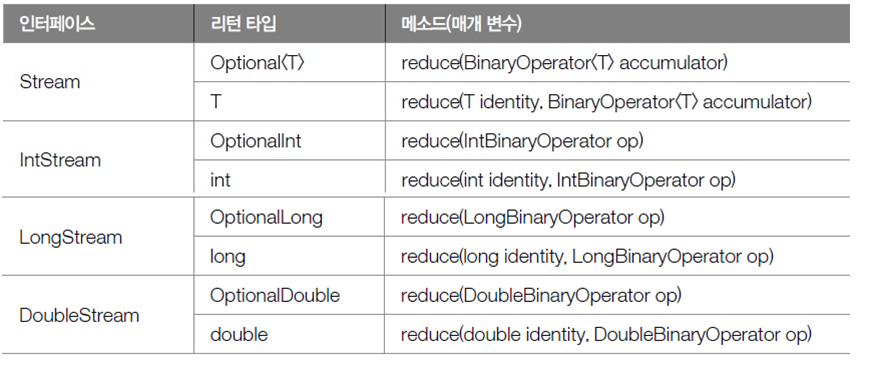 인터페이스 리턴 타입 메소드(매개 변수)
Stream Optional〈T〉 reduce(BinaryOperator〈T〉 accumulator)
T reduce(T identity, BinaryOperator〈T〉 accumulator)
IntStream OptionalInt reduce(IntBinaryOperator op)
int reduce(int identity, IntBinaryOperator op)
LongStream OptionalLong reduce(LongBinaryOperator op)
long reduce(long identity, LongBinaryOperator op)
DoubleStream OptionalDouble reduce(DoubleBinaryOperator op)
double reduce(double identity, DoubleBinaryOperator op)